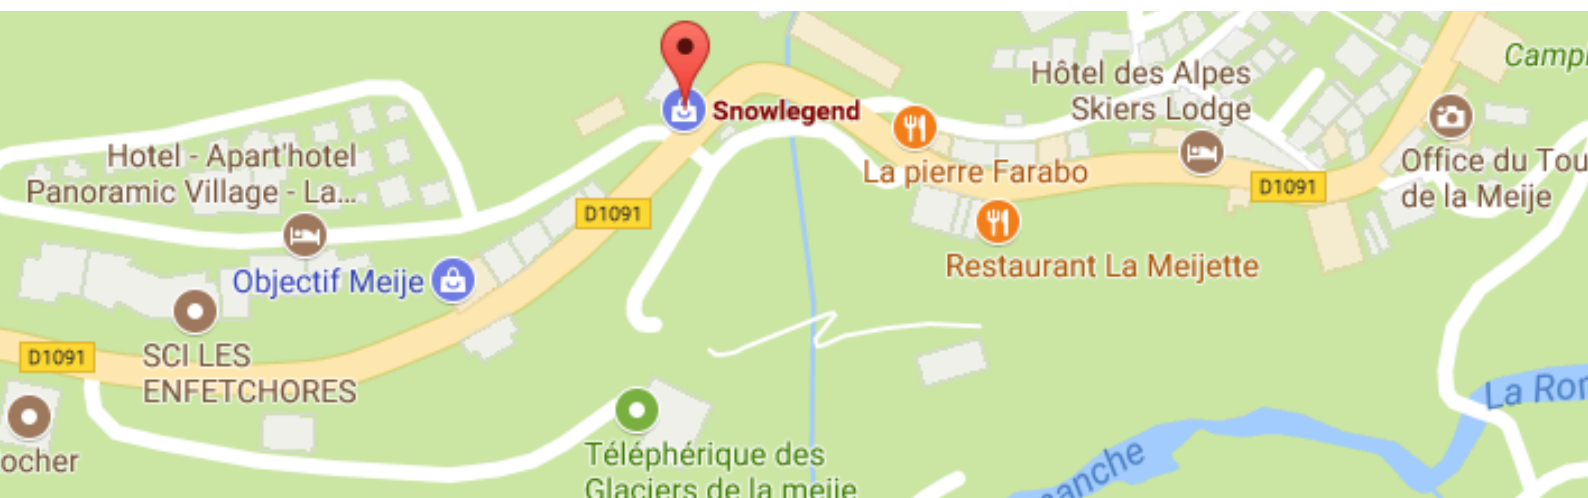 Campi
Hôtel des Alpes
Skiers Lodge
Snowlegend
Hotel - Apart'hotel
Panoramic Village - La...
La pierre Farabo
Office du Tou
de la Meije
D1091
D1091
Restaurant La Meijette
Objectif Meije
D1091
SCI LES
ENFETCHORES
La Ror
ocher
Téléphérique des
Glaciers de la meije
manche